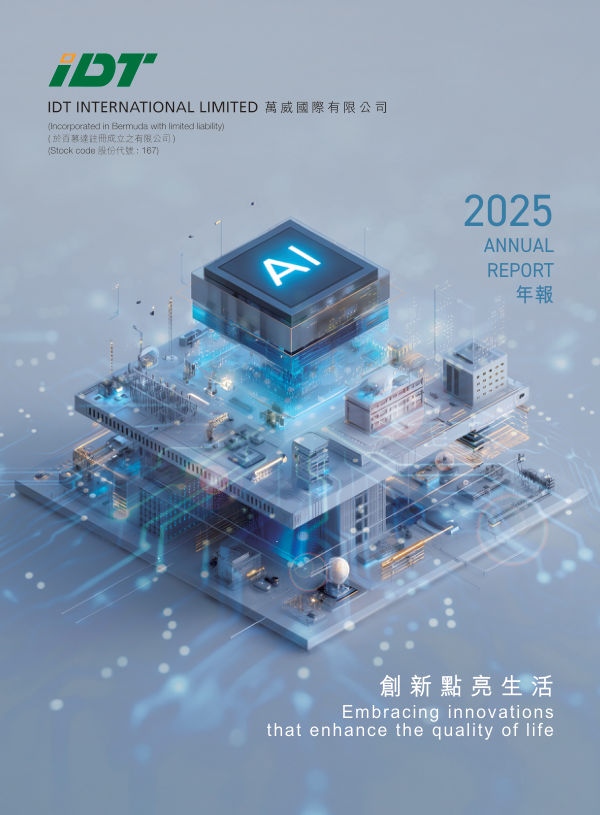 iDT
IDT INTERNATIONAL LIMITED 萬威國際有限公司
(Incorporated in Bermuda with limited liability)
(於百慕達註冊成立之有限公司)
(Stock code 股份代號 : 167)
2025
ANNUAL
REPORT
年報
AI
創新點亮生活
Embracing innovations
that enhance the quality of life